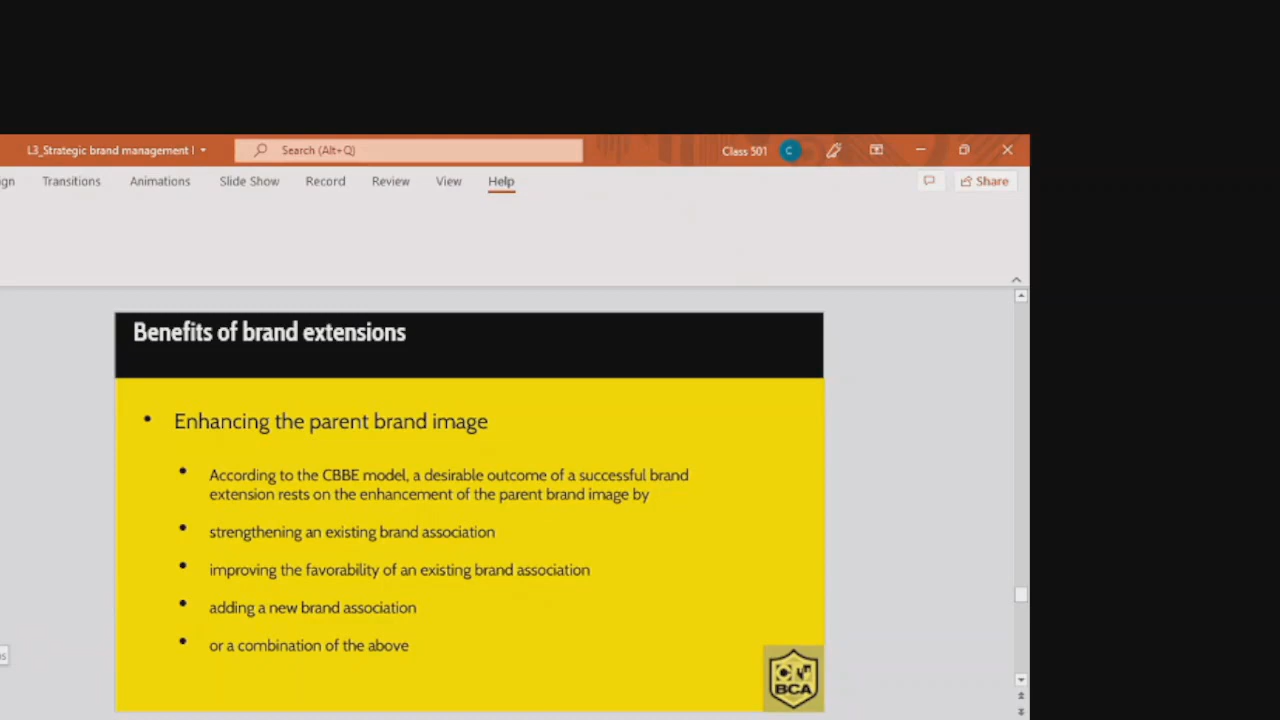 L3_Strategic brand management
Search (Alt+Q)
Class 501
C
gn
Transitions
Animations
Slide Show
Record
Review
View
Help
Share
Benefits of brand extensions
• Enhancing the parent brand image
• According to the CBBE model, a desirable outcome of a successful brand
extension rests on the enhancement of the parent brand image by
• strengthening an existing brand association
• improving the favorability of an existing brand association
• adding a new brand association
• or a combination of the above
BCA